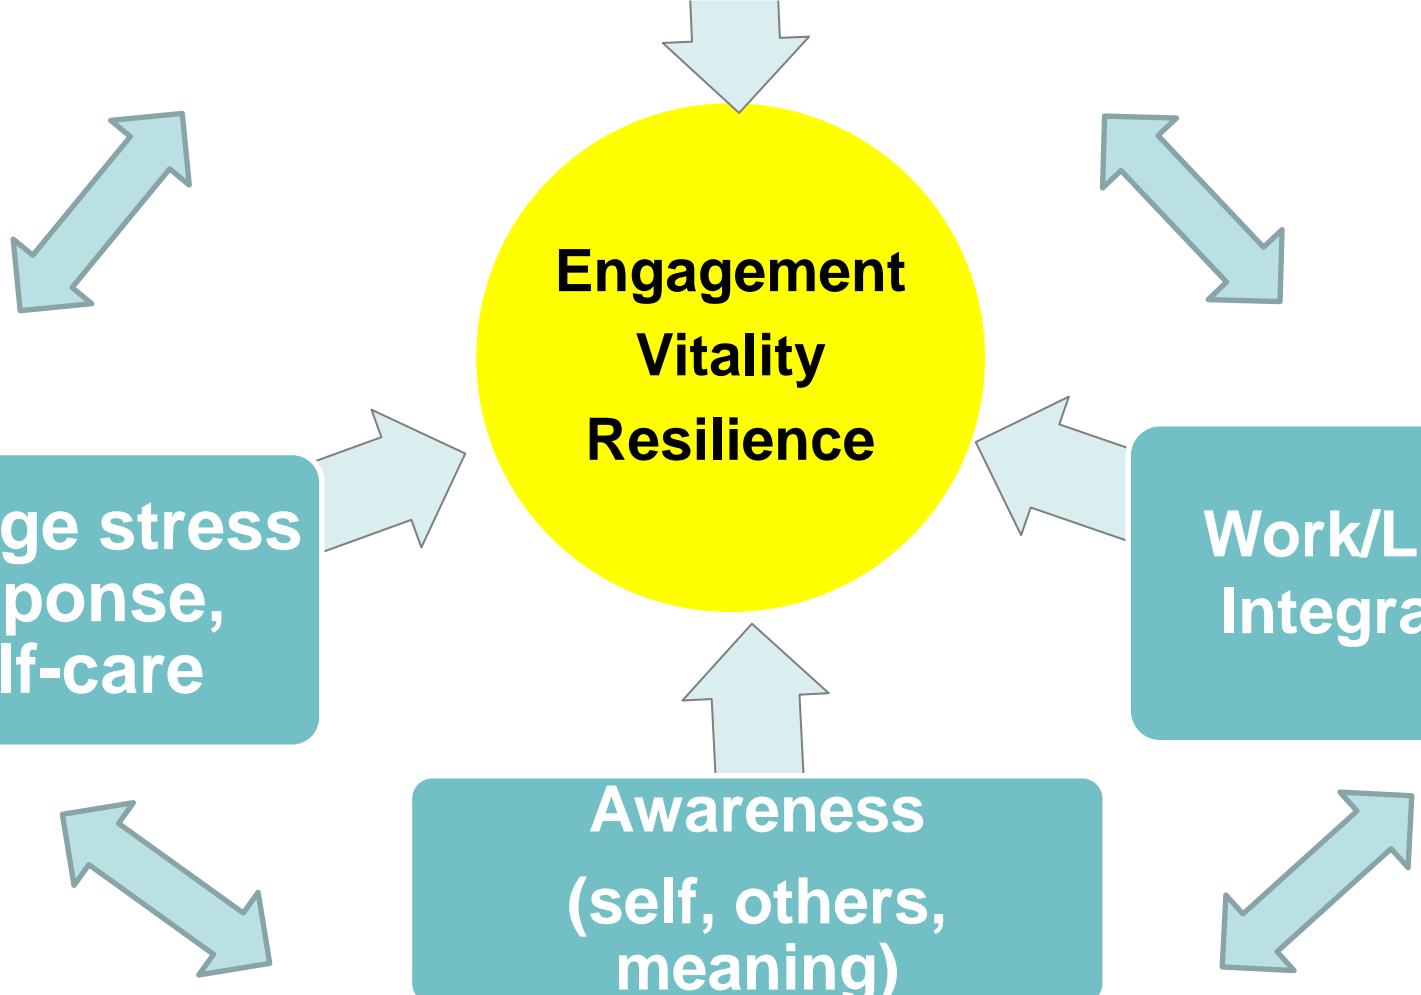 Engagement
Vitality
Resilience
ge stress
ponse,
lf-care
Work/L
Integra
Awareness
(self, others,
meaning)